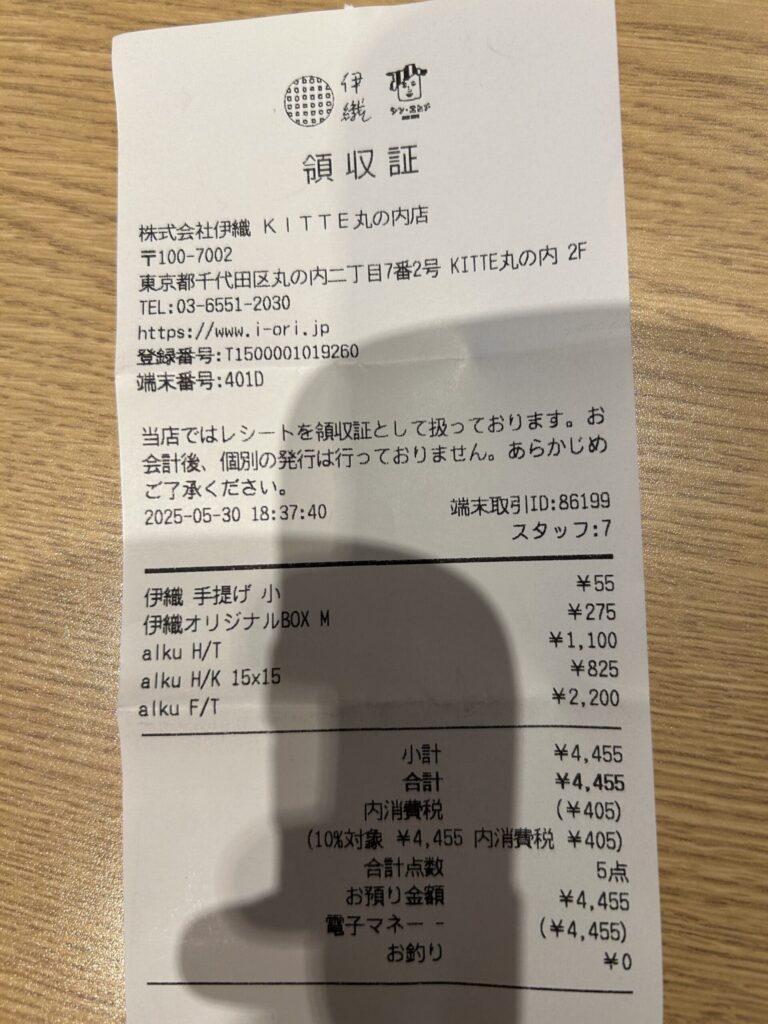 伊織
シン・エヒメ
領収証
株式会社伊織 KITTE丸の内店
〒100-7002
東京都千代田区丸の内二丁目7番2号 KITTE丸の内 2F
TEL:03-6551-2030
https://www.i-ori.jp
登録番号:T1500001019260
端末番号:401D
当店ではレシートを領収証として扱っております。お
会計後、個別の発行は行っておりません。あらかじめ
ご了承ください。
2025-05-30 18:37:40 端末取引ID:86199
スタッフ:7
伊織 手提げ 小 ¥55
伊織オリジナルBOX M ¥275
alku H/T ¥1,100
alku H/K 15x15 ¥825
alku F/T ¥2,200
小計 ¥4,455
合計 ¥4,455
内消費税 (¥405)
(10%対象 ¥4,455 内消費税 ¥405)
合計点数 5点
お預り金額 ¥4,455
電子マネー - (¥4,455)
お釣り ¥0